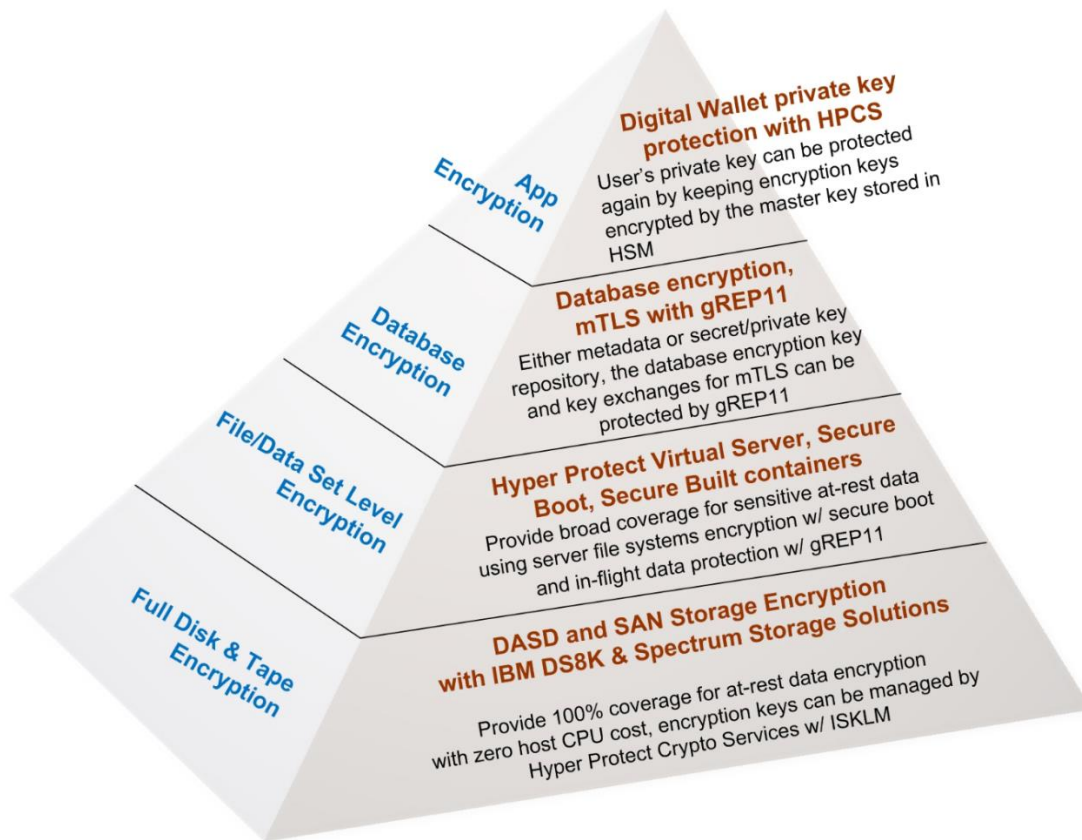 App
Encryption
Digital Wallet private key
protection with HPCS
User's private key can be protected
again by keeping encryption keys
encrypted by the master key stored in
HSM
Database
Encryption
Database encryption,
mTLS with gREP11
Either metadata or secret/private key
repository, the database encryption key
and key exchanges for mTLS can be
protected by gREP11
File/Data Set Level
Encryption
Hyper Protect Virtual Server, Secure
Boot, Secure Built containers
Provide broad coverage for sensitive at-rest data
using server file systems encryption w/ secure boot
and in-flight data protection w/ gREP11
Full Disk & Tape
Encryption
DASD and SAN Storage Encryption
with IBM DS8K & Spectrum Storage Solutions
Provide 100% coverage for at-rest data encryption
with zero host CPU cost, encryption keys can be managed by
Hyper Protect Crypto Services w/ ISKLM